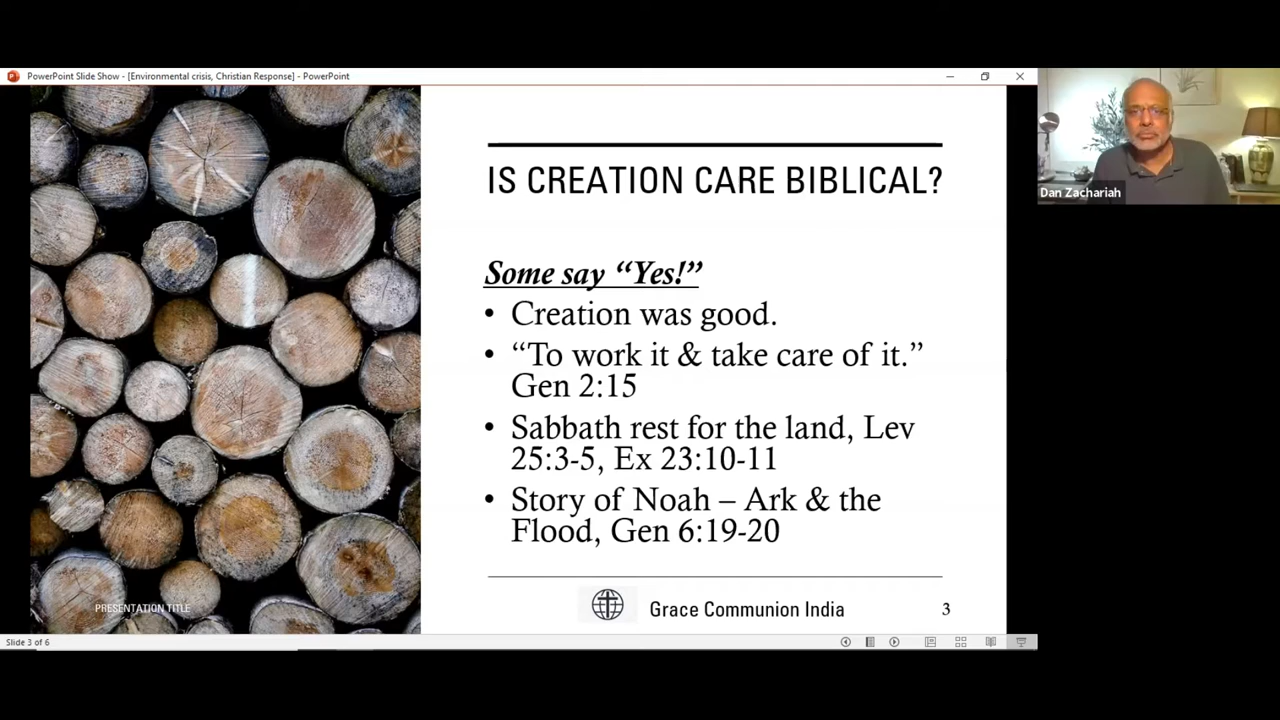 PowerPoint Slide Show - [Environmental crisis, Christian Response] - PowerPoint
IS CREATION CARE BIBLICAL?
Some say “Yes!”
• Creation was good.
• “To work it & take care of it.”
Gen 2:15
• Sabbath rest for the land, Lev
25:3-5, Ex 23:10-11
• Story of Noah – Ark & the
Flood, Gen 6:19-20
PRESENTATION TITLE
Grace Communion India
3
Slide 3 of 6
Dan Zachariah